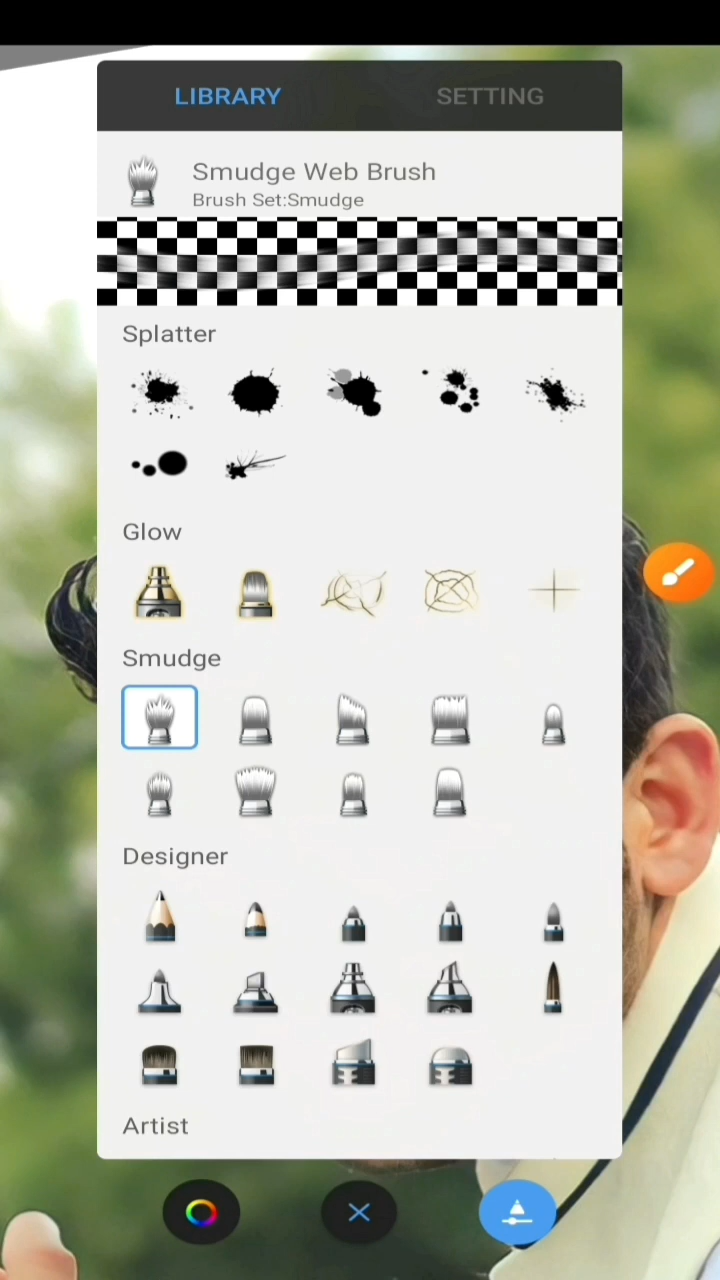 LIBRARY SETTING
Smudge Web Brush
Brush Set:Smudge
Splatter
Glow
Smudge
Designer
Artist